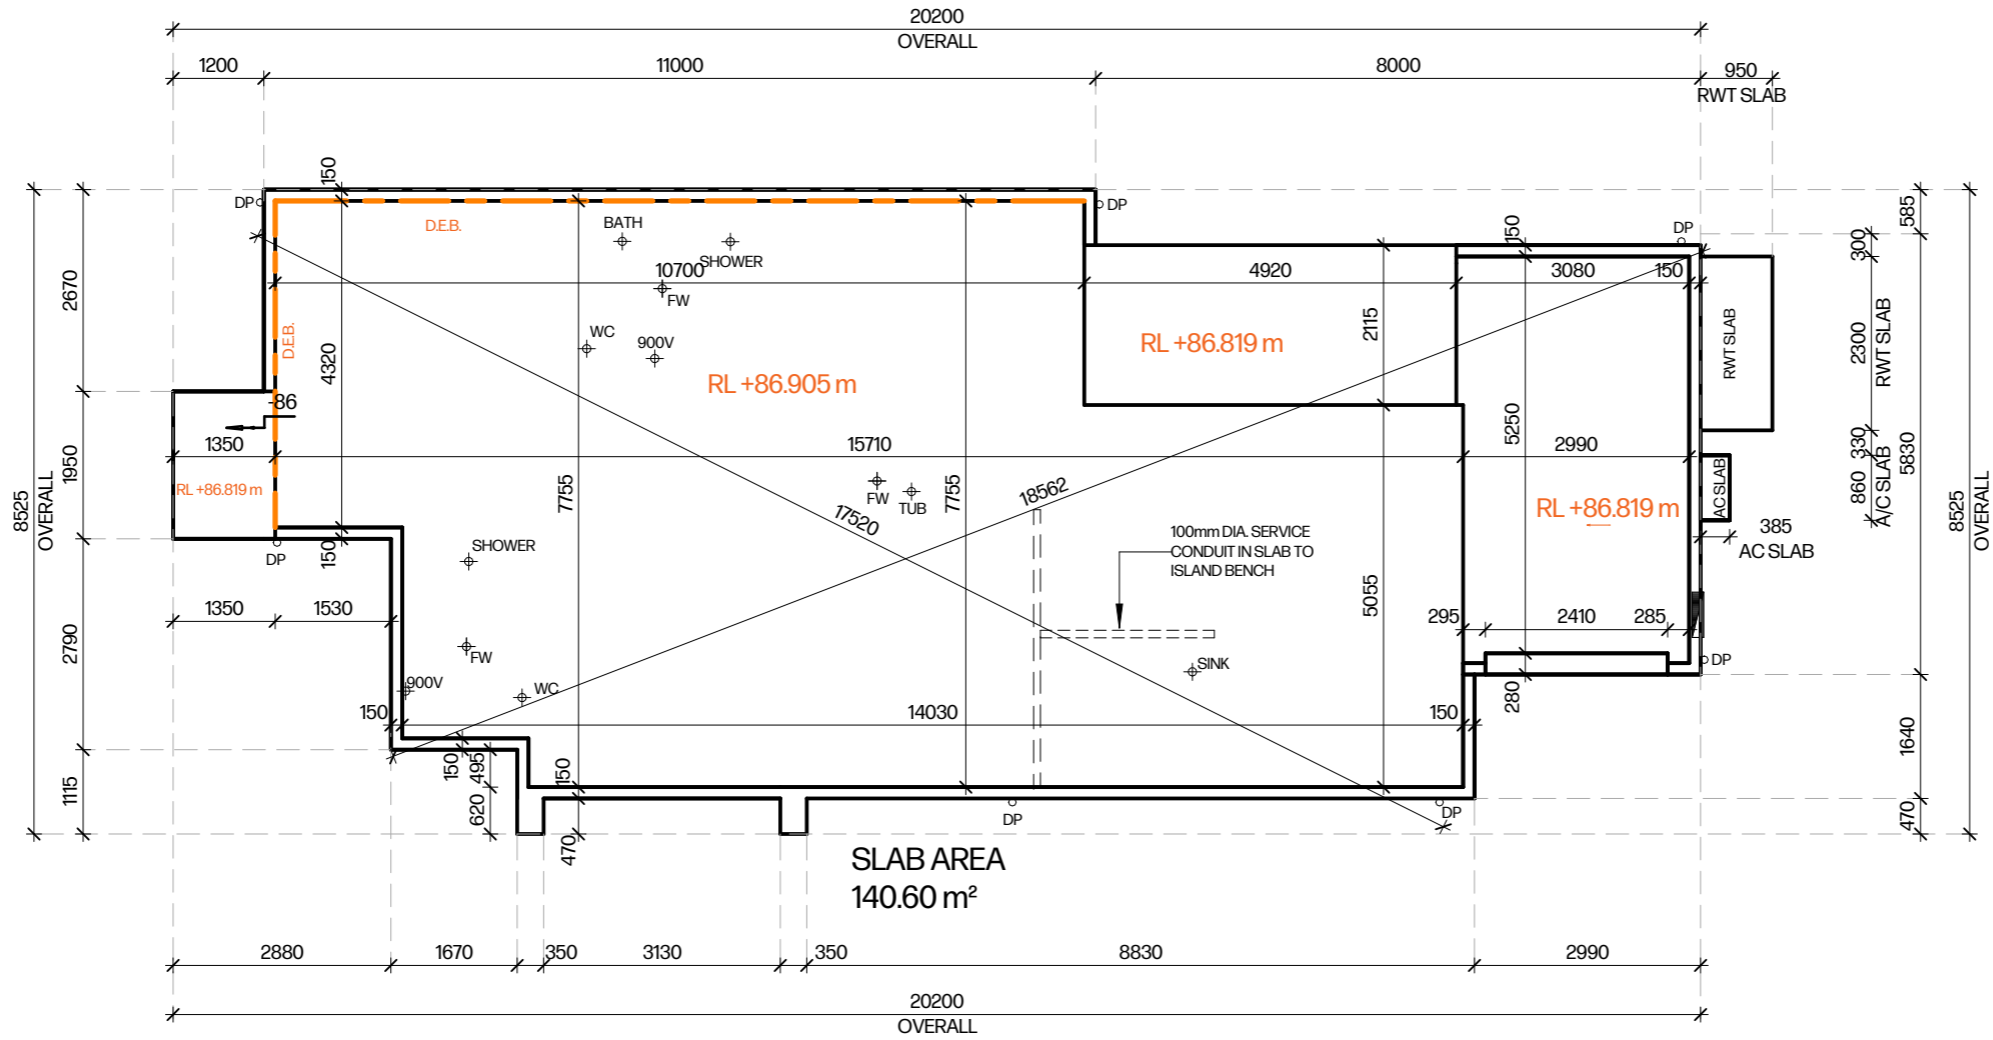 20200
OVERALL
1200
11000
8000
950
RWT SLAB
150
DP
DP
DP
585
D.E.B.
BATH
SHOWER
150
300
10700
4920
3080
150
2670
FW
D.E.B.
4320
WC
900V
RL +86.819 m
2115
RWT SLAB
2300
RWT SLAB
RL +86.905 m
-86
1350
15710
5250
2990
330
5830
8525
OVERALL
1950
RL +86.819 m
7755
FW
TUB
7755
18562
17520
RL +86.819 m
AC SLAB
860
A/C SLAB
8525
OVERALL
385
AC SLAB
DP
150
SHOWER
100mm DIA. SERVICE
CONDUIT IN SLAB TO
ISLAND BENCH
5055
1350
1530
295
2410
285
2790
FW
SINK
DP
900V
WC
280
150
14030
150
1640
150
495
150
1115
620
DP
DP
470
470
SLAB AREA
140.60 m²
2880
1670
350
3130
350
8830
2990
20200
OVERALL